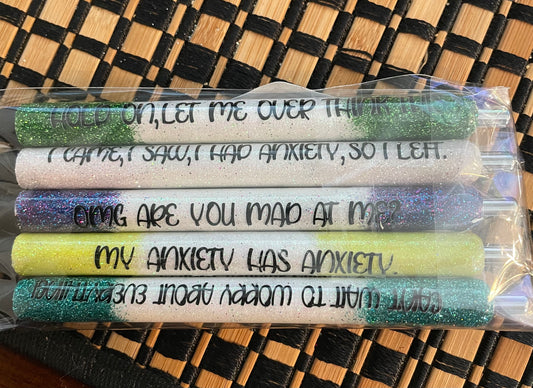 HOLD ON, LET ME OVER THINK THIS.
I CAME, I SAW, I HAD ANXIETY, SO I LEFT.
OMG ARE YOU MAD AT ME?
MY ANXIETY HAS ANXIETY.
CAN'T WAIT TO WORRY ABOUT EVERYTHING!